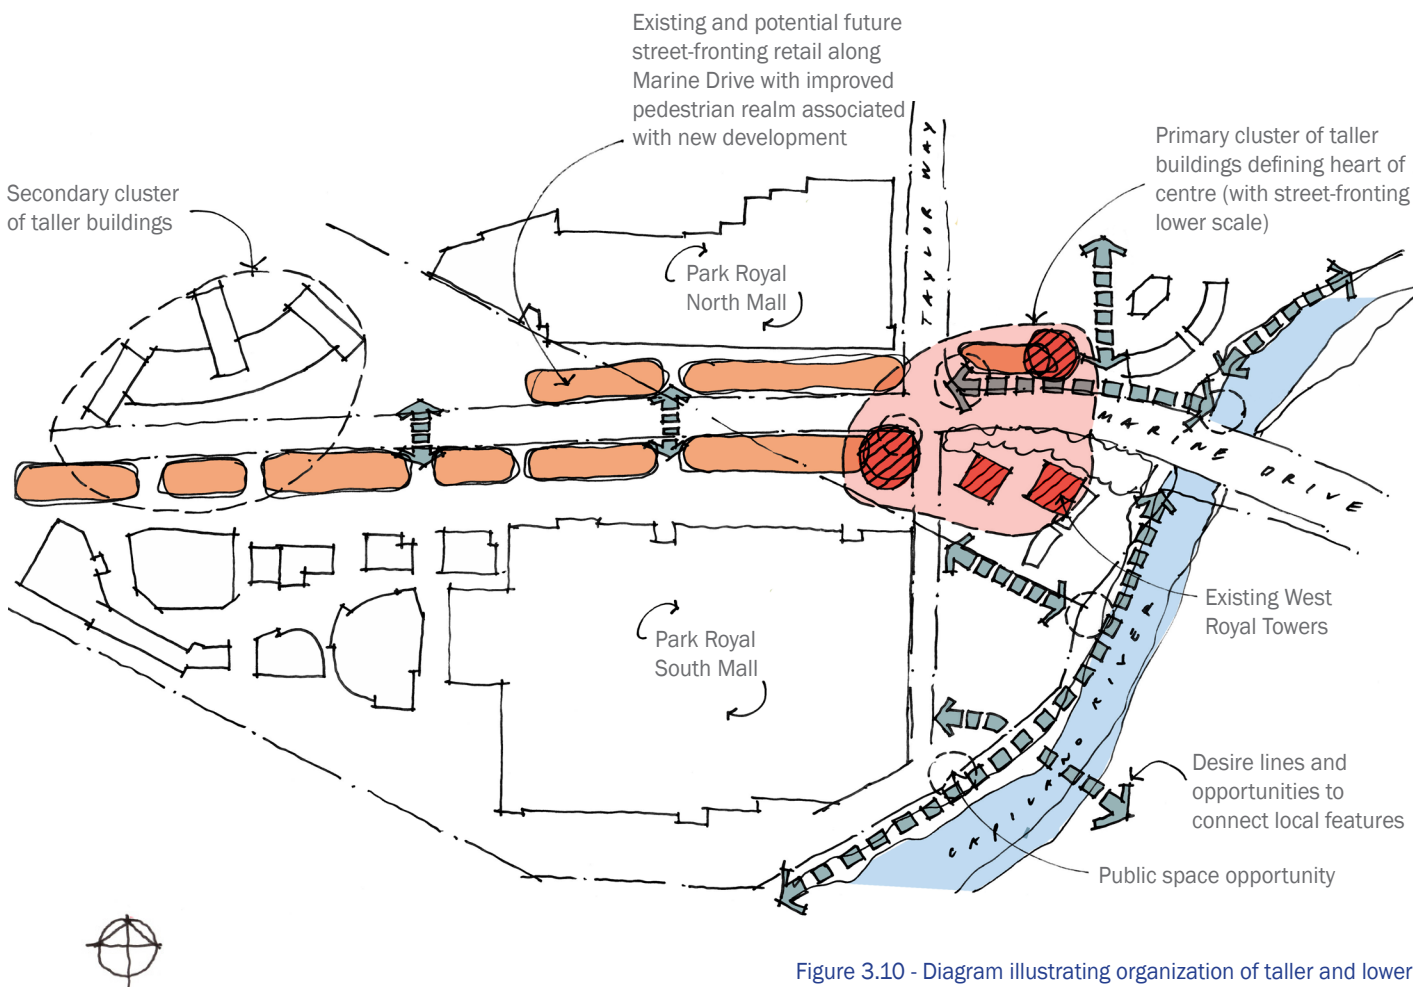 Existing and potential future
street-fronting retail along
Marine Drive with improved
pedestrian realm associated
with new development
Primary cluster of taller
buildings defining heart of
centre (with street-fronting
lower scale)
Secondary cluster
of taller buildings
TAYLOR WAY
Park Royal
North Mall
MARINE DRIVE
Existing West
Royal Towers
Park Royal
South Mall
CAPILANO RIVER
Desire lines and
opportunities to
connect local features
Public space opportunity
Figure 3.10 - Diagram illustrating organization of taller and lower